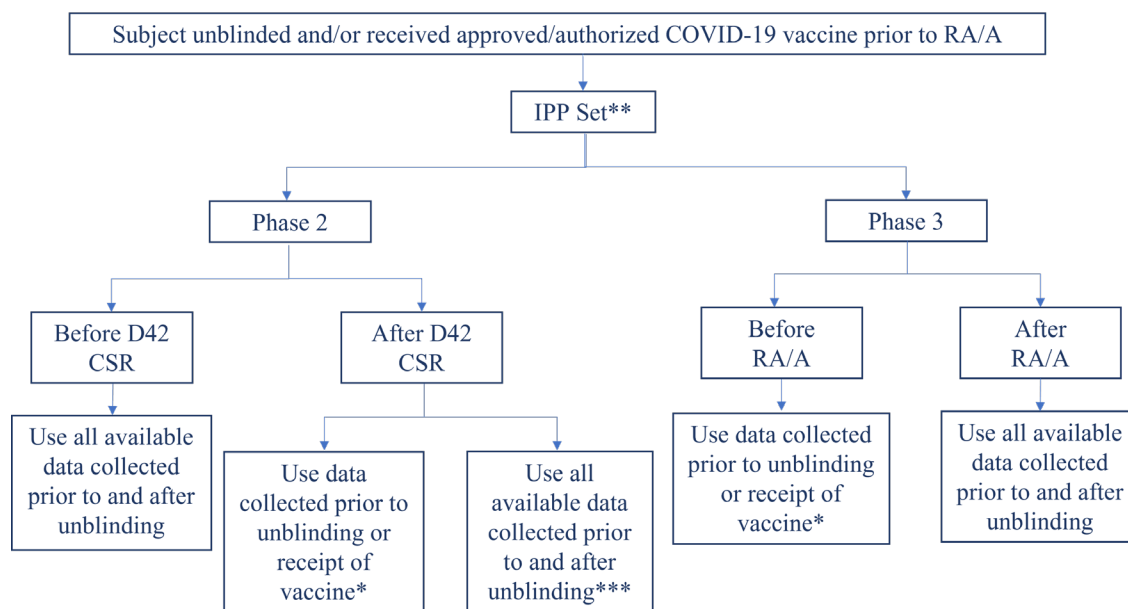 Subject unblinded and/or received approved/authorized COVID-19 vaccine prior to RA/A
IPP Set**
Phase 2
Phase 3
Before D42
CSR
After D42
CSR
Before
RA/A
After
RA/A
Use all available
data collected
prior to and after
unblinding
Use data
collected prior to
unblinding or
receipt of
vaccine*
Use all
available data
collected prior
to and after
unblinding***
Use data collected
prior to unblinding
or receipt of
vaccine*
Use all available
data collected
prior to and after
unblinding